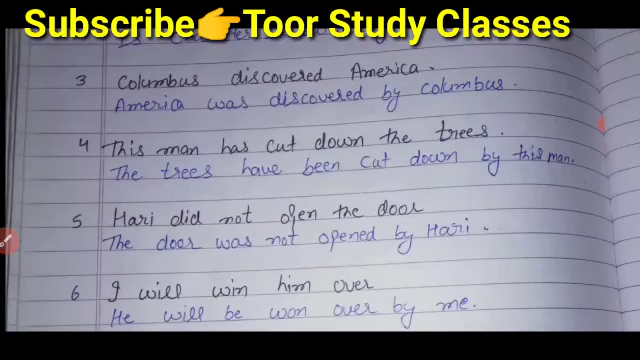 Subscribe👉Toor Study Classes
3 Columbus discovered America.
America was discovered by Columbus.
4 This man has cut down the trees.
The trees have been cut down by this man.
5 Hari did not open the door
The door was not opened by Hari.
6 I will win him over
He will be won over by me.